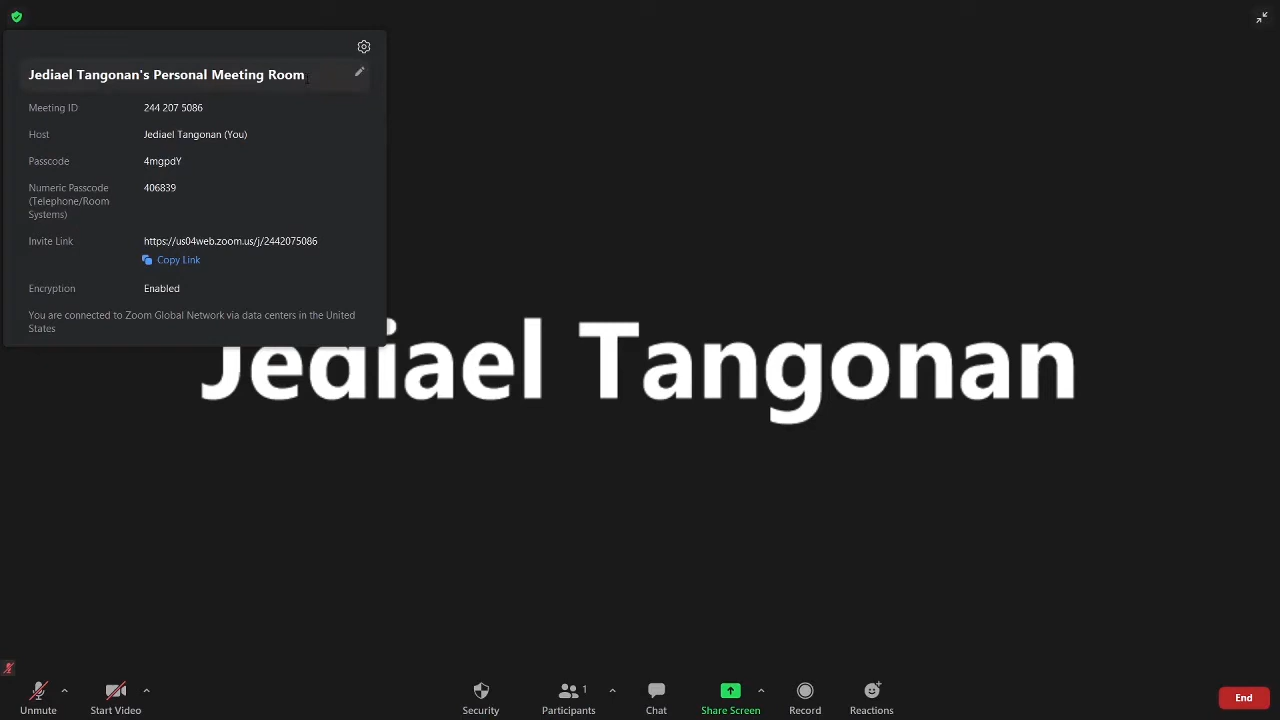 Jediael Tangonan's Personal Meeting Room
Meeting ID 244 207 5086
Host Jediael Tangonan (You)
Passcode 4mgpdY
Numeric Passcode 406839
(Telephone/Room
Systems)
Invite Link https://us04web.zoom.us/j/2442075086
Copy Link
Encryption Enabled
You are connected to Zoom Global Network via data centers in the United
States
Jediael Tangonan
Unmute
Start Video
Security
Participants 1
Chat
Share Screen
Record
Reactions
End